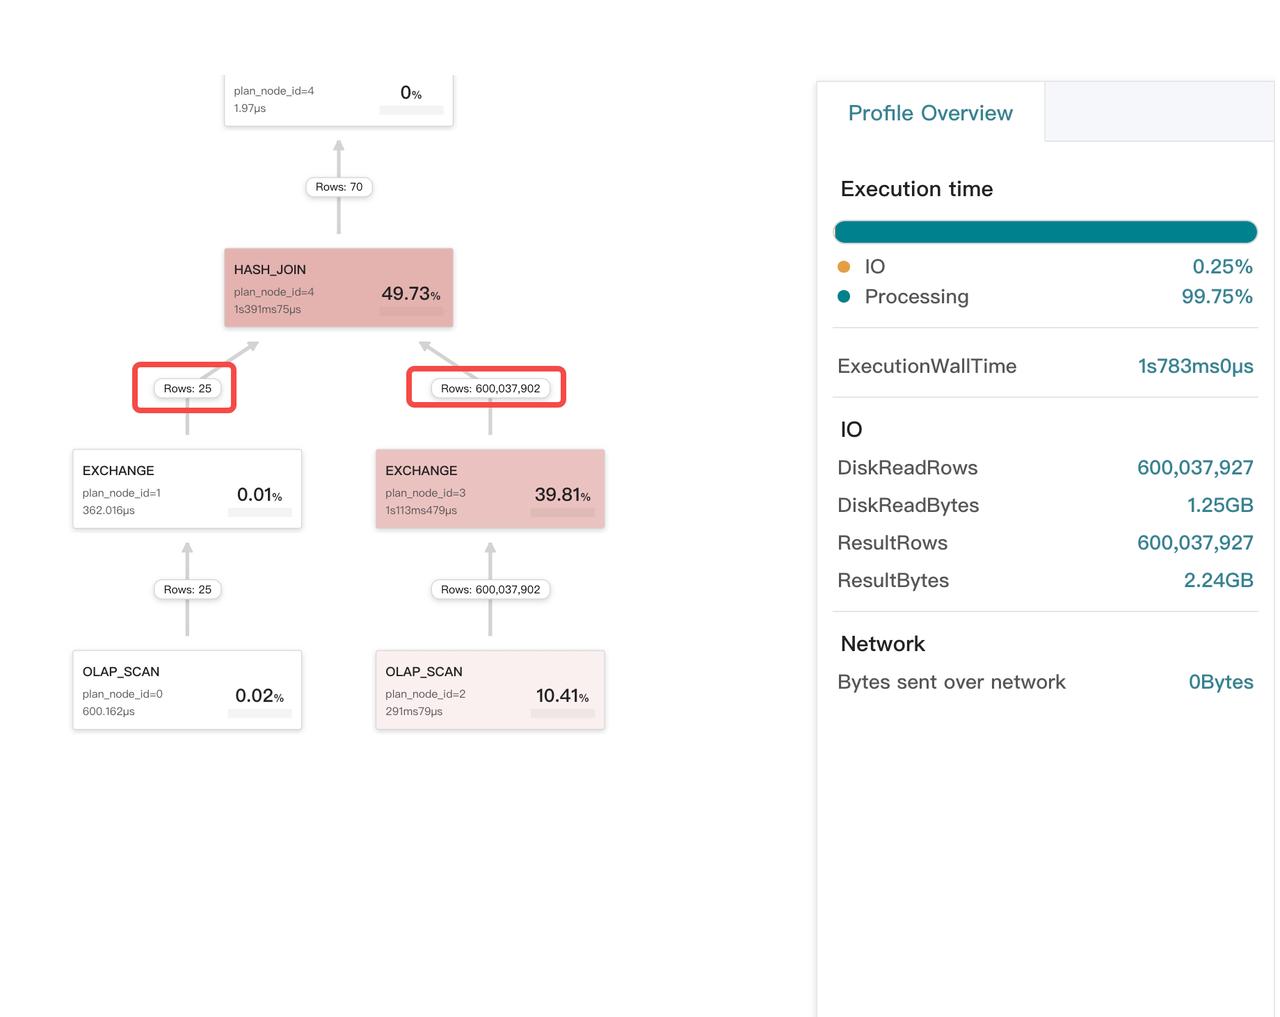 plan_node_id=4
0%
1.97μs
Rows: 70
HASH_JOIN
plan_node_id=4
49.73%
1s391ms75μs
Rows: 25
Rows: 600,037,902
EXCHANGE
plan_node_id=1
0.01%
362.016μs
EXCHANGE
plan_node_id=3
39.81%
1s113ms479μs
Rows: 25
Rows: 600,037,902
OLAP_SCAN
plan_node_id=0
0.02%
600.162μs
OLAP_SCAN
plan_node_id=2
10.41%
291ms79μs
Profile Overview
Execution time
IO 0.25%
Processing 99.75%
ExecutionWallTime 1s783ms0μs
IO
DiskReadRows 600,037,927
DiskReadBytes 1.25GB
ResultRows 600,037,927
ResultBytes 2.24GB
Network
Bytes sent over network 0Bytes